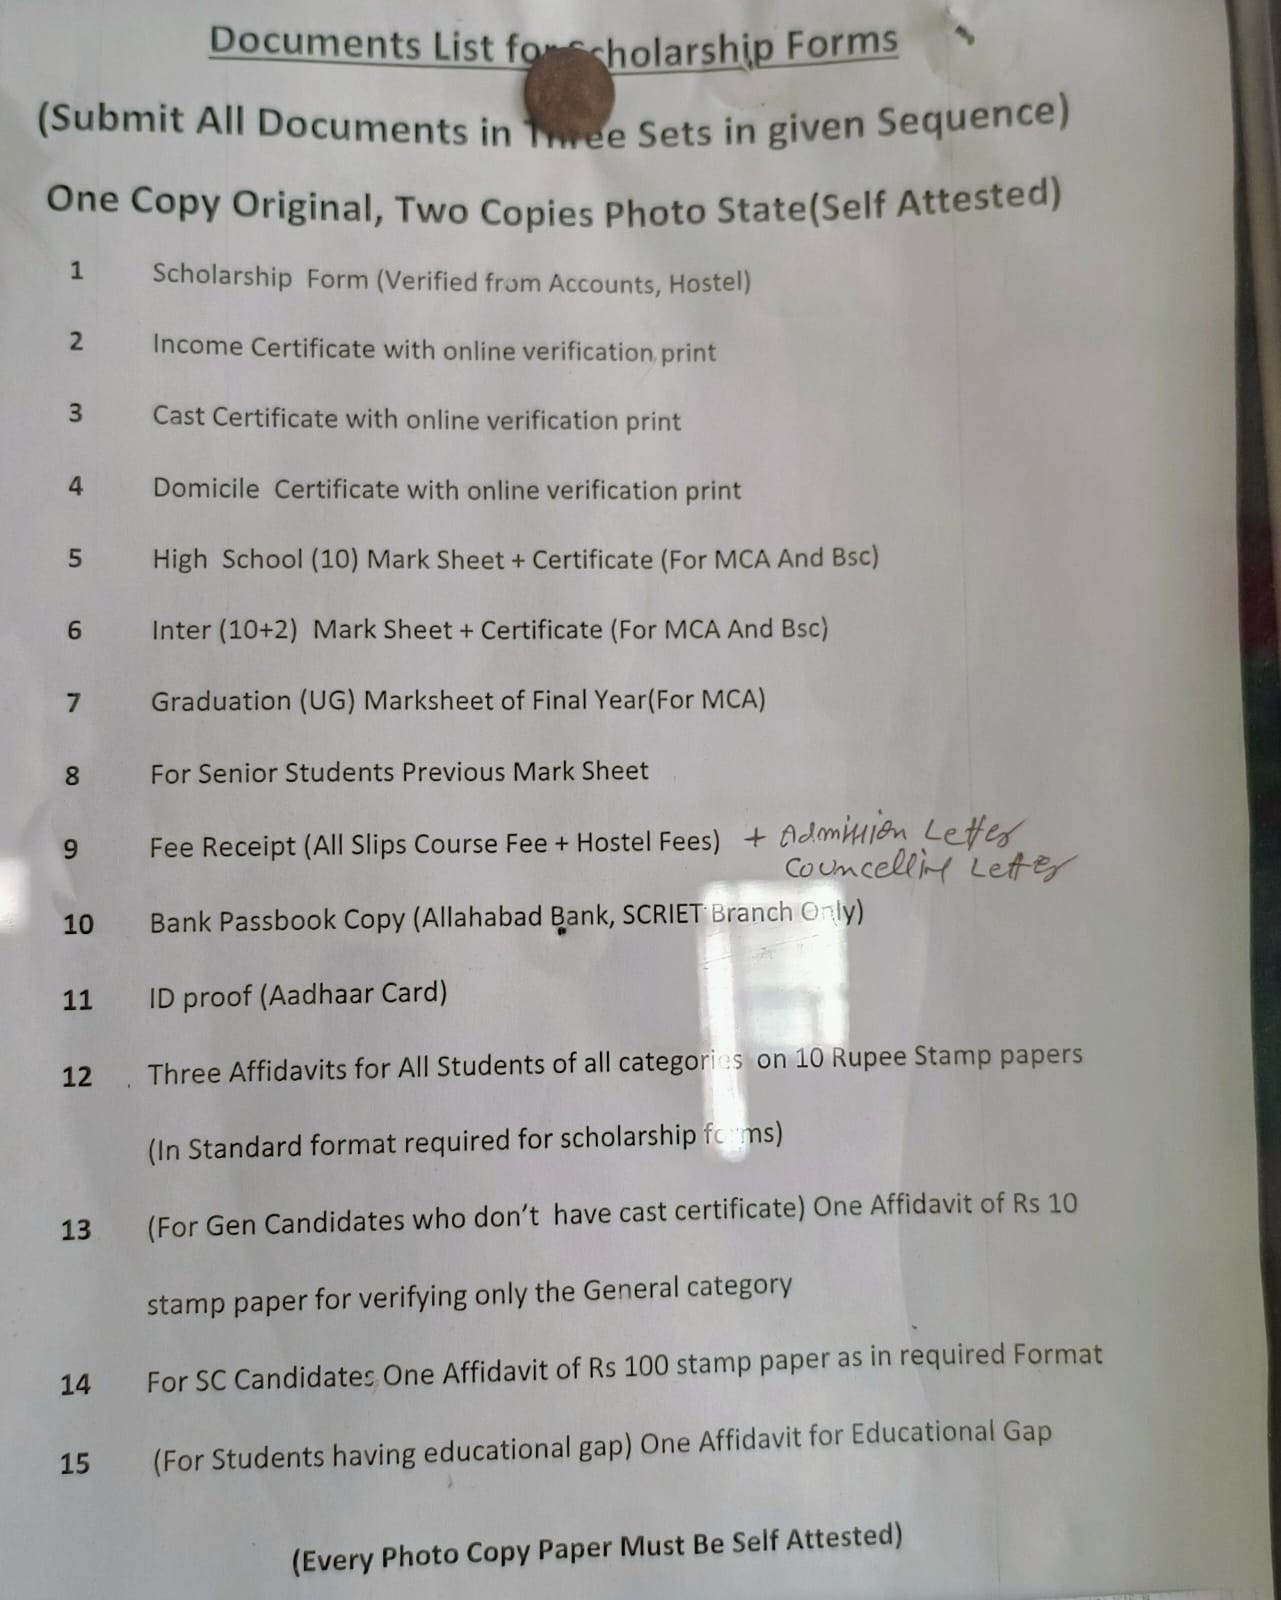 Documents List for Scholarship Forms
(Submit All Documents in Three Sets in given Sequence)
One Copy Original, Two Copies Photo State(Self Attested)
1 Scholarship Form (Verified from Accounts, Hostel)
2 Income Certificate with online verification print
3 Cast Certificate with online verification print
4 Domicile Certificate with online verification print
5 High School (10) Mark Sheet + Certificate (For MCA And Bsc)
6 Inter (10+2) Mark Sheet + Certificate (For MCA And Bsc)
7 Graduation (UG) Marksheet of Final Year(For MCA)
8 For Senior Students Previous Mark Sheet
9 Fee Receipt (All Slips Course Fee + Hostel Fees) + Admission Letter
Councelling Letter
10 Bank Passbook Copy (Allahabad Bank, SCRIET Branch Only)
11 ID proof (Aadhaar Card)
12 Three Affidavits for All Students of all categories on 10 Rupee Stamp papers
(In Standard format required for scholarship forms)
13 (For Gen Candidates who don't have cast certificate) One Affidavit of Rs 10
stamp paper for verifying only the General category
14 For SC Candidates One Affidavit of Rs 100 stamp paper as in required Format
15 (For Students having educational gap) One Affidavit for Educational Gap
(Every Photo Copy Paper Must Be Self Attested)